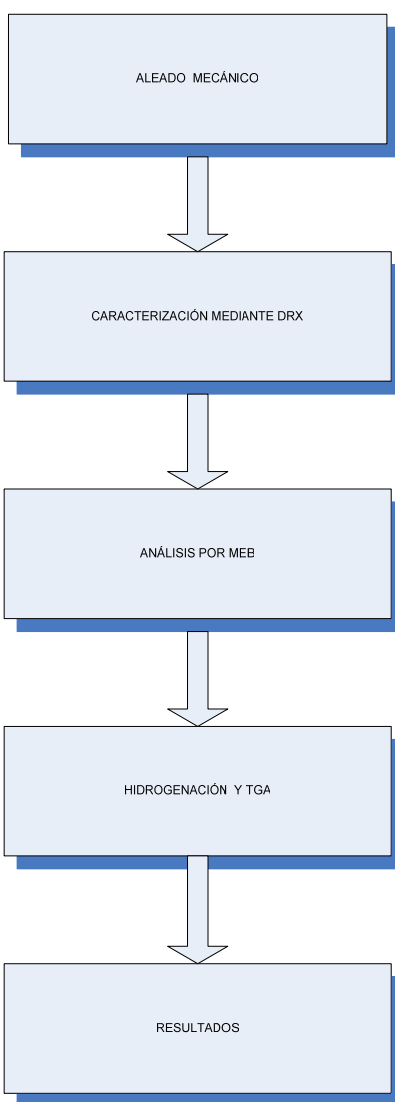 ALEADO MECÁNICO
CARACTERIZACIÓN MEDIANTE DRX
ANÁLISIS POR MEB
HIDROGENACIÓN Y TGA
RESULTADOS